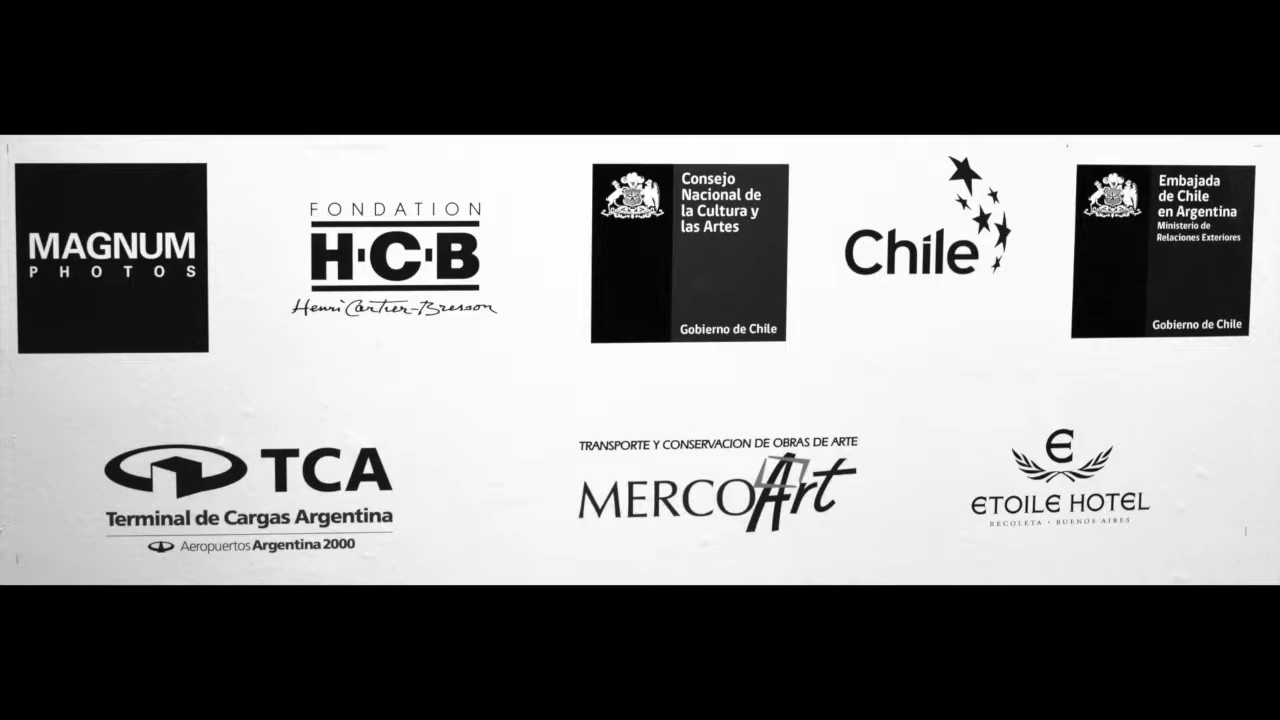 MAGNUM
PHOTOS
FONDATION
H·C·B
Henri Cartier-Bresson
Consejo
Nacional de
la Cultura y
las Artes
Gobierno de Chile
Chile
Embajada
de Chile
en Argentina
Ministerio de
Relaciones Exteriores
Gobierno de Chile
TCA
Terminal de Cargas Argentina
Aeropuertos Argentina 2000
TRANSPORTE Y CONSERVACION DE OBRAS DE ARTE
MERCOArt
E
ETOILE HOTEL
RECOLETA · BUENOS AIRES